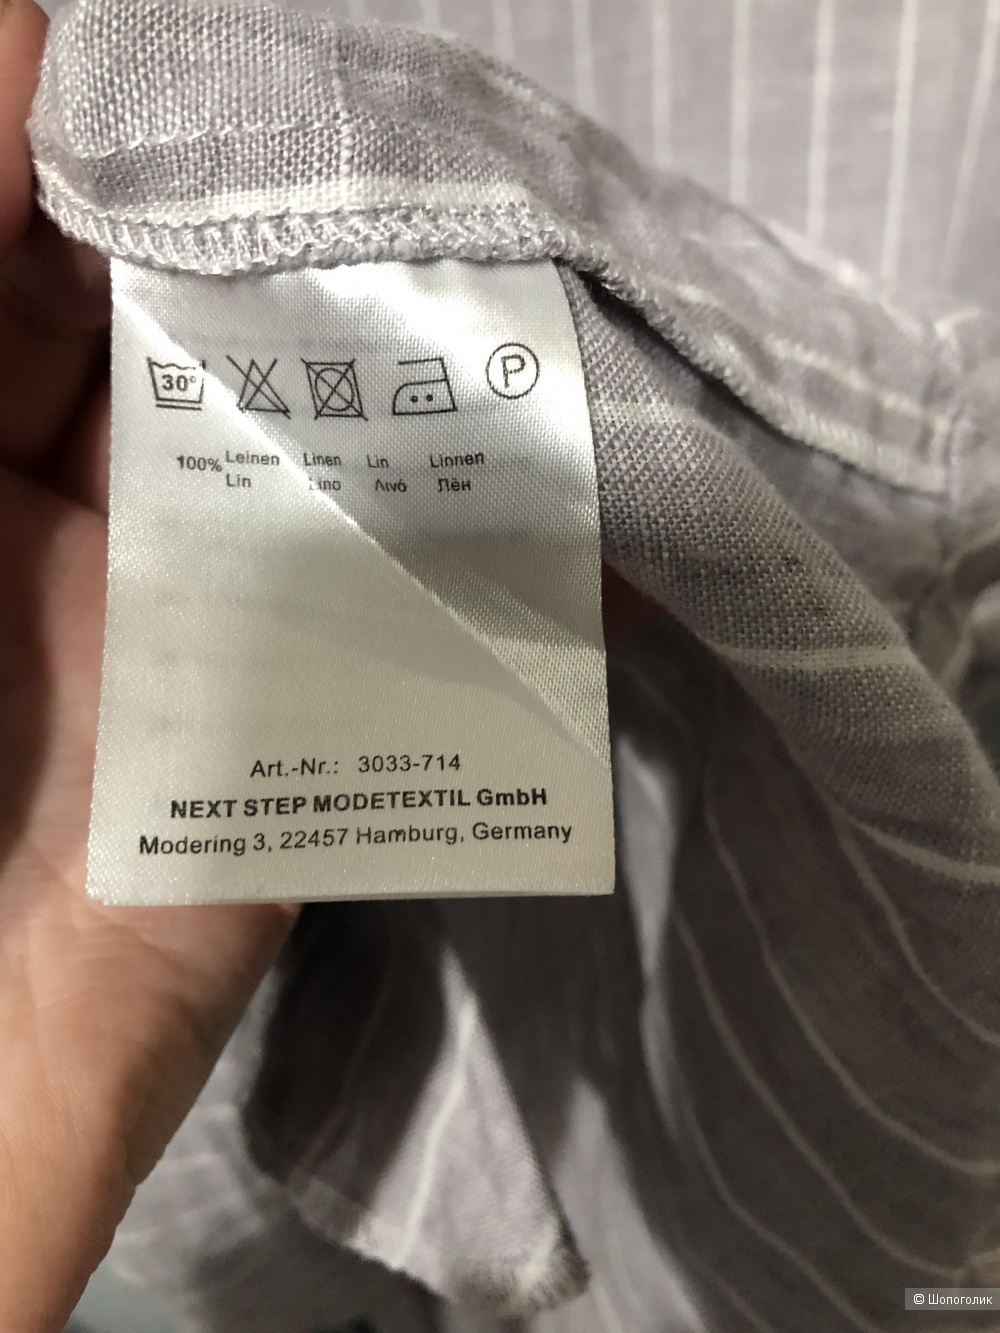 30°
P
100% Leinen Linen Lin Linnen
Lin Lino Λινό Лён
Art.-Nr.: 3033-714
NEXT STEP MODETEXTIL GmbH
Modering 3, 22457 Hamburg, Germany
© Шопоголик